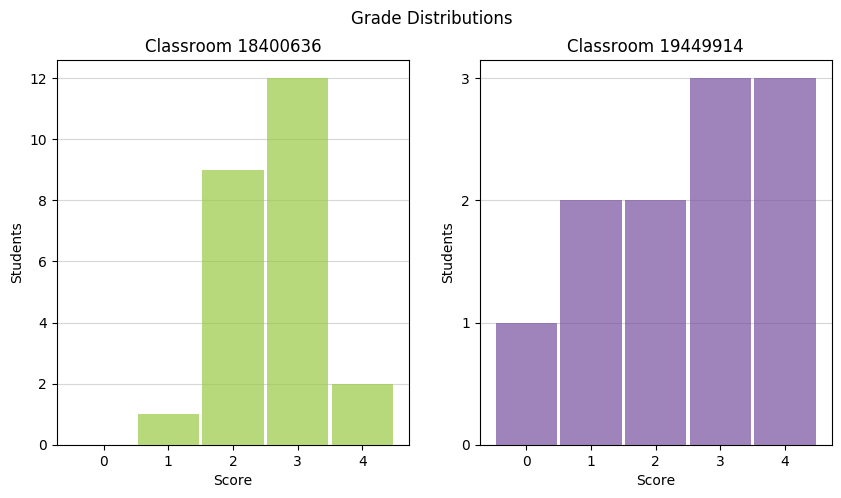 Grade Distributions
Classroom 18400636
12
10
8
6
4
2
0
Students
0 1 2 3 4
Score
Classroom 19449914
3
2
1
0
Students
0 1 2 3 4
Score